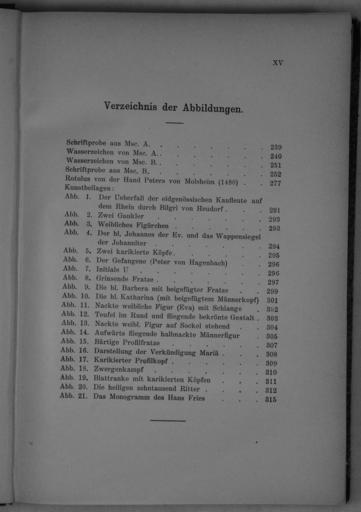 XV
Verzeichnis der Abbildungen.
Schriftprobe aus Msc. A. . . . . . . . 239
Wasserzeichen von Msc. A. . . . . . . . 240
Wasserzeichen von Msc. B. . . . . . . . 251
Schriftprobe aus Msc. B. . . . . . . . 252
Rotulus von der Hand Peters von Molsheim (1480) . . 277
Kunstbeilagen:
Abb. 1. Der Ueberfall der eidgenössischen Kaufleute auf
dem Rhein durch Bilgri von Heudorf . . . 291
Abb. 2. Zwei Gaukler . . . . . . . 293
Abb. 3. Weibliches Figürchen . . . . . . 293
Abb. 4. Der hl. Johannes der Ev. und das Wappensiegel
der Johanniter . . . . . . . 294
Abb. 5. Zwei karikierte Köpfe . . . . . . 295
Abb. 6. Der Gefangene (Peter von Hagenbach) . . . 296
Abb. 7. Initiale U . . . . . . . . 296
Abb. 8. Grinsende Fratze . . . . . . . 297
Abb. 9. Die hl. Barbera mit beigefügter Fratze . . . 299
Abb. 10. Die hl. Katharina (mit beigefügtem Männerkopf) 301
Abb. 11. Nackte weibliche Figur (Eva) mit Schlange . . 302
Abb. 12. Teufel im Rund und fliegende bekrönte Gestalt . 303
Abb. 13. Nackte weibl. Figur auf Sockel stehend . . 304
Abb. 14. Aufwärts fliegende halbnackte Männerfigur . . 305
Abb. 15. Bärtige Profilfratze . . . . . . 307
Abb. 16. Darstellung der Verkündigung Mariä . . . 308
Abb. 17. Karikierter Profilkopf . . . . . . 309
Abb. 18. Zwergenkampf . . . . . . . 310
Abb. 19. Blattranke mit karikierten Köpfen . . . 311
Abb. 20. Die heiligen zehntausend Ritter . . . . 312
Abb. 21. Das Monogramm des Hans Fries . . . 315